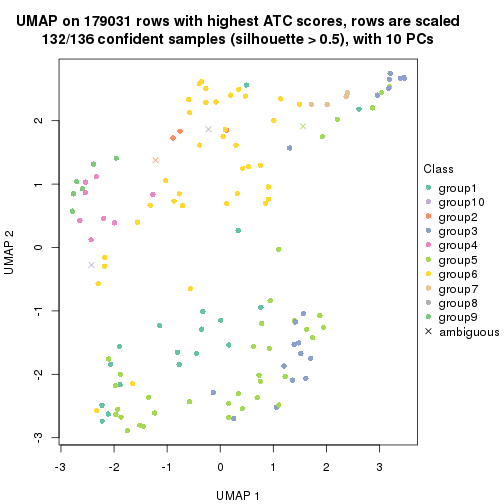 UMAP on 179031 rows with highest ATC scores, rows are scaled
132/136 confident samples (silhouette > 0.5), with 10 PCs
UMAP 2
2
1
0
-1
-2
-3
-3
-2
-1
0
1
2
3
UMAP 1
Class
group1
group10
group2
group3
group4
group5
group6
group7
group8
group9
ambiguous